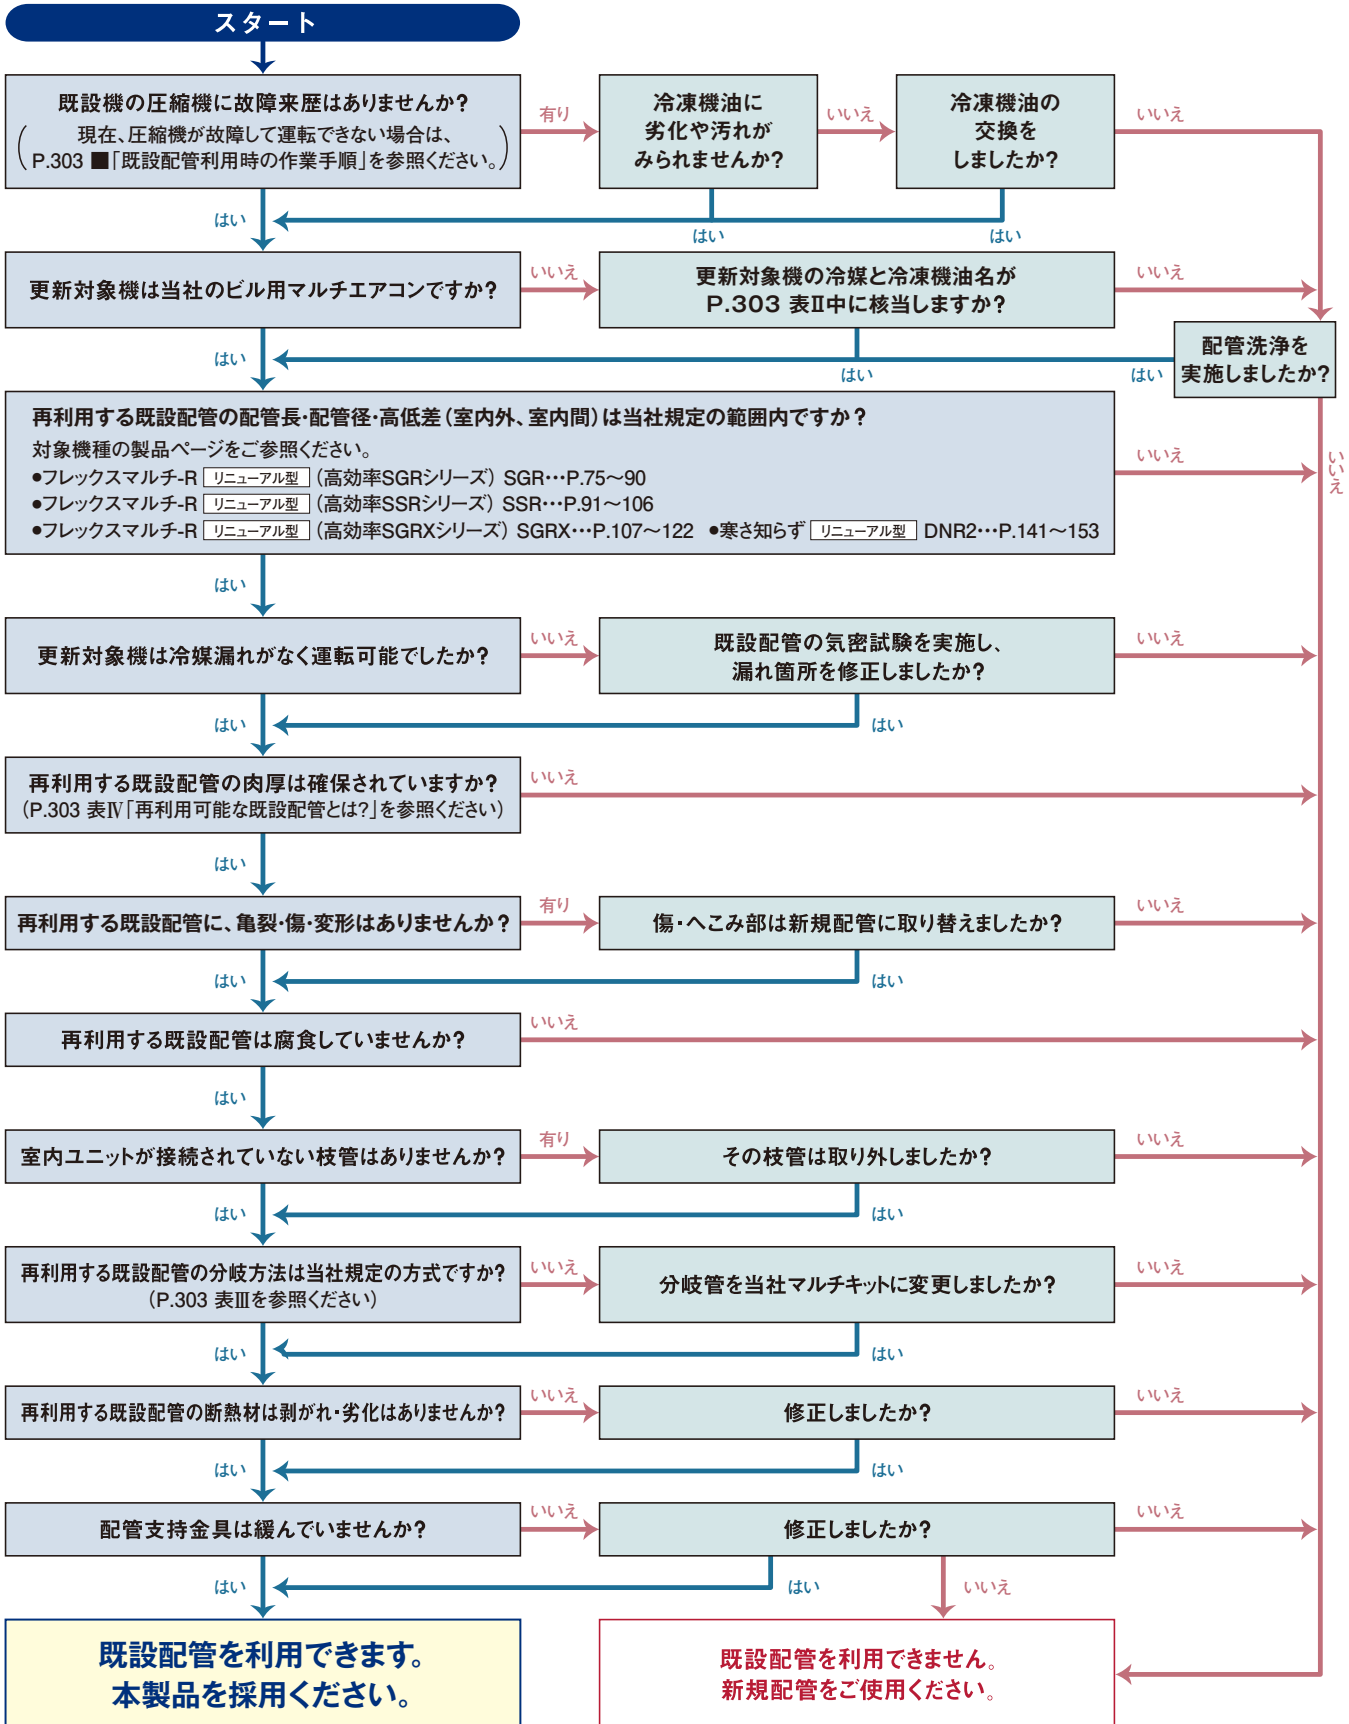 スタート
既設機の圧縮機に故障来歴はありませんか?
現在、圧縮機が故障して運転できない場合は、
P.303 ■「既設配管利用時の作業手順」を参照ください。
有り
冷凍機油に
劣化や汚れが
みられませんか?
いいえ
冷凍機油の
交換を
しましたか?
いいえ
はい
はい
はい
更新対象機は当社のビル用マルチエアコンですか?
いいえ
更新対象機の冷媒と冷凍機油名が
P.303 表Ⅱ中に核当しますか?
いいえ
配管洗浄を
実施しましたか?
はい
はい
はい
いいえ
再利用する既設配管の配管長・配管径・高低差(室内外、室内間)は当社規定の範囲内ですか?
対象機種の製品ページをご参照ください。
●フレックスマルチ-R リニューアル型 (高効率SGRシリーズ) SGR…P.75~90
●フレックスマルチ-R リニューアル型 (高効率SSRシリーズ) SSR…P.91~106
●フレックスマルチ-R リニューアル型 (高効率SGRXシリーズ) SGRX…P.107~122 ●寒さ知らず リニューアル型 DNR2…P.141~153
いいえ
はい
更新対象機は冷媒漏れがなく運転可能でしたか?
いいえ
既設配管の気密試験を実施し、
漏れ箇所を修正しましたか?
いいえ
はい
はい
再利用する既設配管の肉厚は確保されていますか?
(P.303 表Ⅳ「再利用可能な既設配管とは?」を参照ください)
いいえ
はい
再利用する既設配管に、亀裂・傷・変形はありませんか?
有り
傷・へこみ部は新規配管に取り替えましたか?
いいえ
はい
はい
再利用する既設配管は腐食していませんか?
いいえ
はい
室内ユニットが接続されていない枝管はありませんか?
有り
その枝管は取り外しましたか?
いいえ
はい
はい
再利用する既設配管の分岐方法は当社規定の方式ですか?
(P.303 表Ⅲを参照ください)
いいえ
分岐管を当社マルチキットに変更しましたか?
いいえ
はい
はい
再利用する既設配管の断熱材は剥がれ・劣化はありませんか?
いいえ
修正しましたか?
いいえ
はい
はい
配管支持金具は緩んでいませんか?
いいえ
修正しましたか?
いいえ
はい
はい
いいえ
既設配管を利用できます。
本製品を採用ください。
既設配管を利用できません。
新規配管をご使用ください。